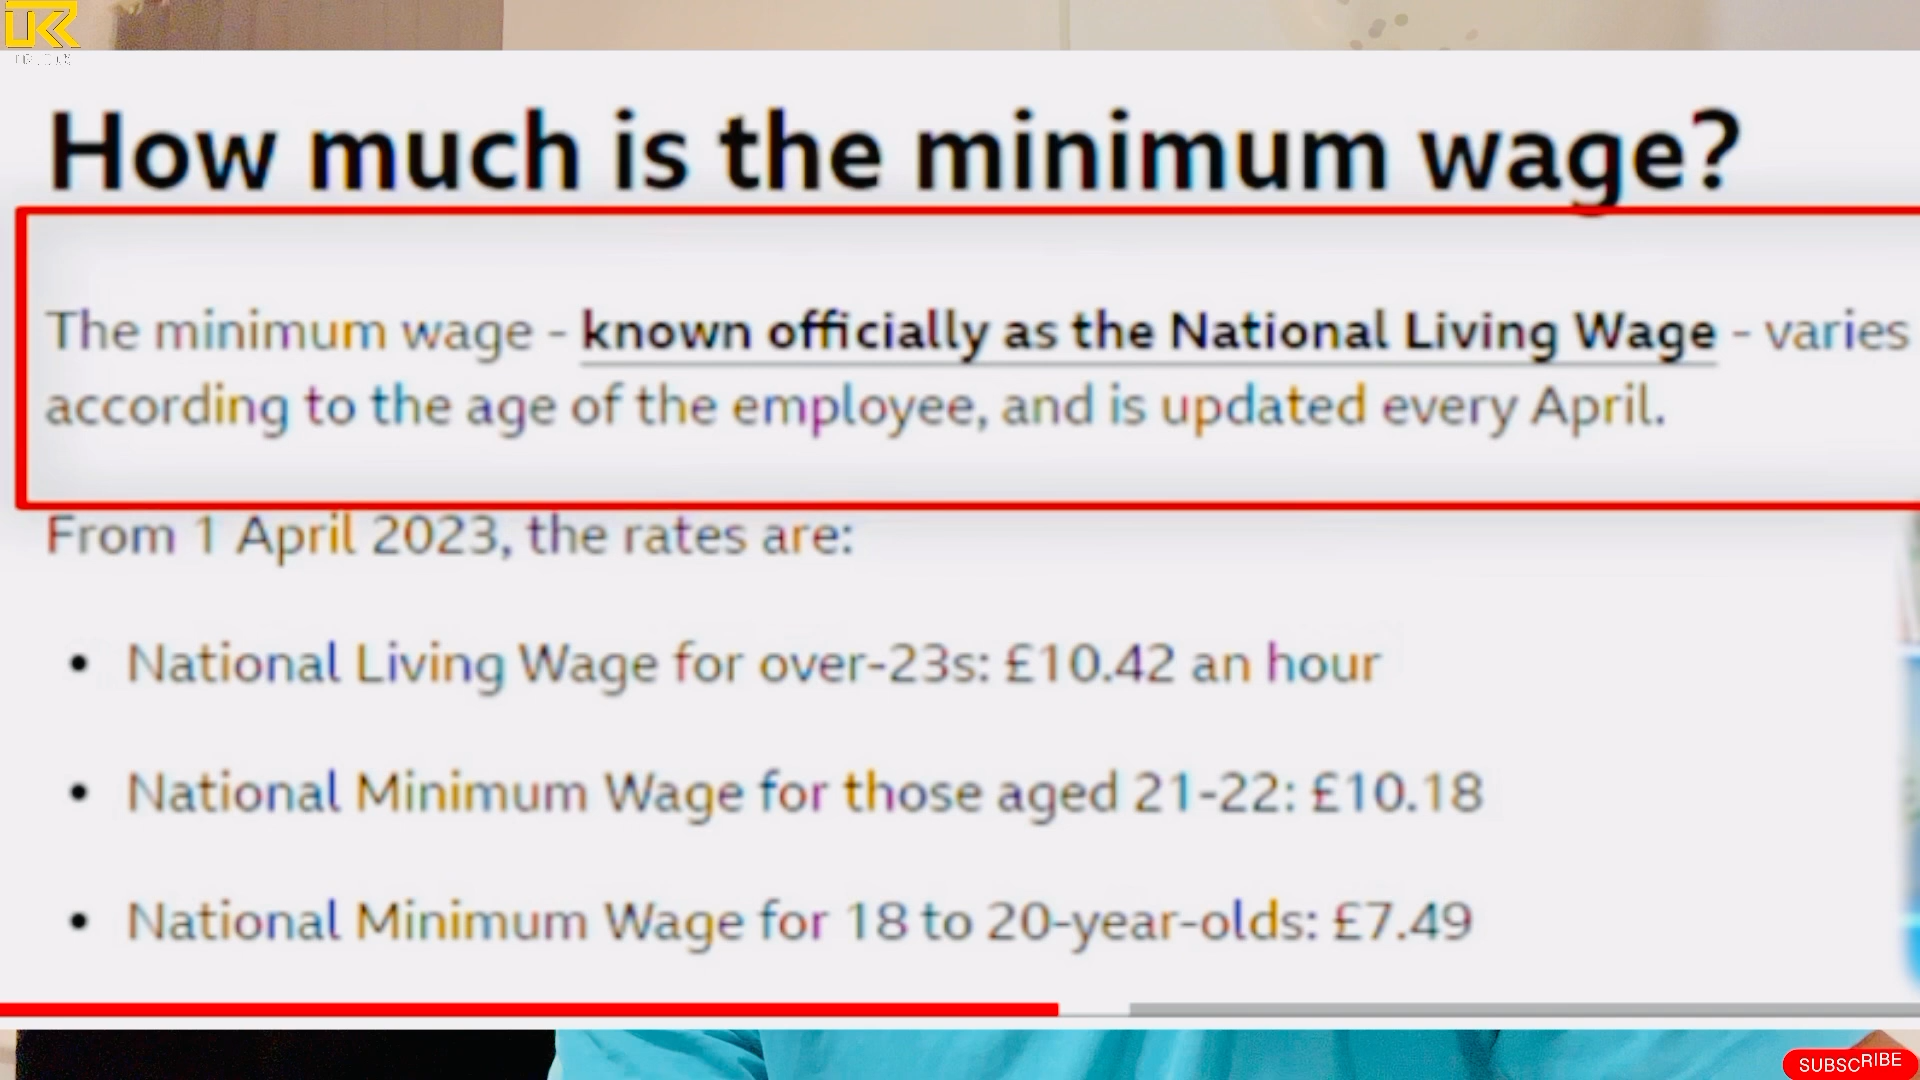 UK
How much is the minimum wage?
The minimum wage - known officially as the National Living Wage - varies
according to the age of the employee, and is updated every April.
From 1 April 2023, the rates are:
• National Living Wage for over-23s: £10.42 an hour
• National Minimum Wage for those aged 21-22: £10.18
• National Minimum Wage for 18 to 20-year-olds: £7.49
SUBSCRIBE